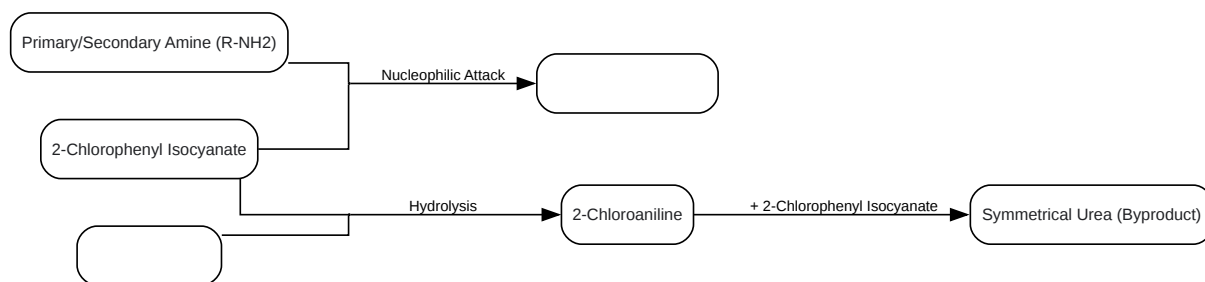 Primary/Secondary Amine (R-NH2)
Nucleophilic Attack
2-Chlorophenyl Isocyanate
Hydrolysis
2-Chloroaniline
+ 2-Chlorophenyl Isocyanate
Symmetrical Urea (Byproduct)